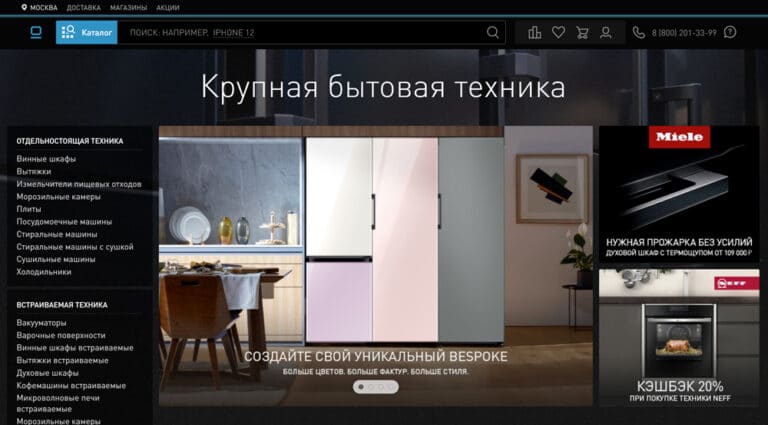 МОСКВА ДОСТАВКА МАГАЗИНЫ АКЦИИ
Каталог
ПОИСК: НАПРИМЕР, IPHONE 12
8 (800) 201-33-99
Крупная бытовая техника
ОТДЕЛЬНОСТОЯЩАЯ ТЕХНИКА
Винные шкафы
Вытяжки
Измельчители пищевых отходов
Морозильные камеры
Плиты
Посудомоечные машины
Стиральные машины
Стиральные машины с сушкой
Сушильные машины
Холодильники
ВСТРАИВАЕМАЯ ТЕХНИКА
Вакууматоры
Варочные поверхности
Винные шкафы встраиваемые
Вытяжки встраиваемые
Духовые шкафы
Кофемашины встраиваемые
Микроволновые печи
встраиваемые
Морозильные камеры
СОЗДАЙТЕ СВОЙ УНИКАЛЬНЫЙ BESPOKE
БОЛЬШЕ ЦВЕТОВ. БОЛЬШЕ ФАКТУР. БОЛЬШЕ СТИЛЯ.
Miele
НУЖНАЯ ПРОЖАРКА БЕЗ УСИЛИЙ
ДУХОВОЙ ШКАФ С ТЕРМОЩУПОМ ОТ 109 000 ₽
NEFF
КЭШБЭК 20%
ПРИ ПОКУПКЕ ТЕХНИКИ NEFF